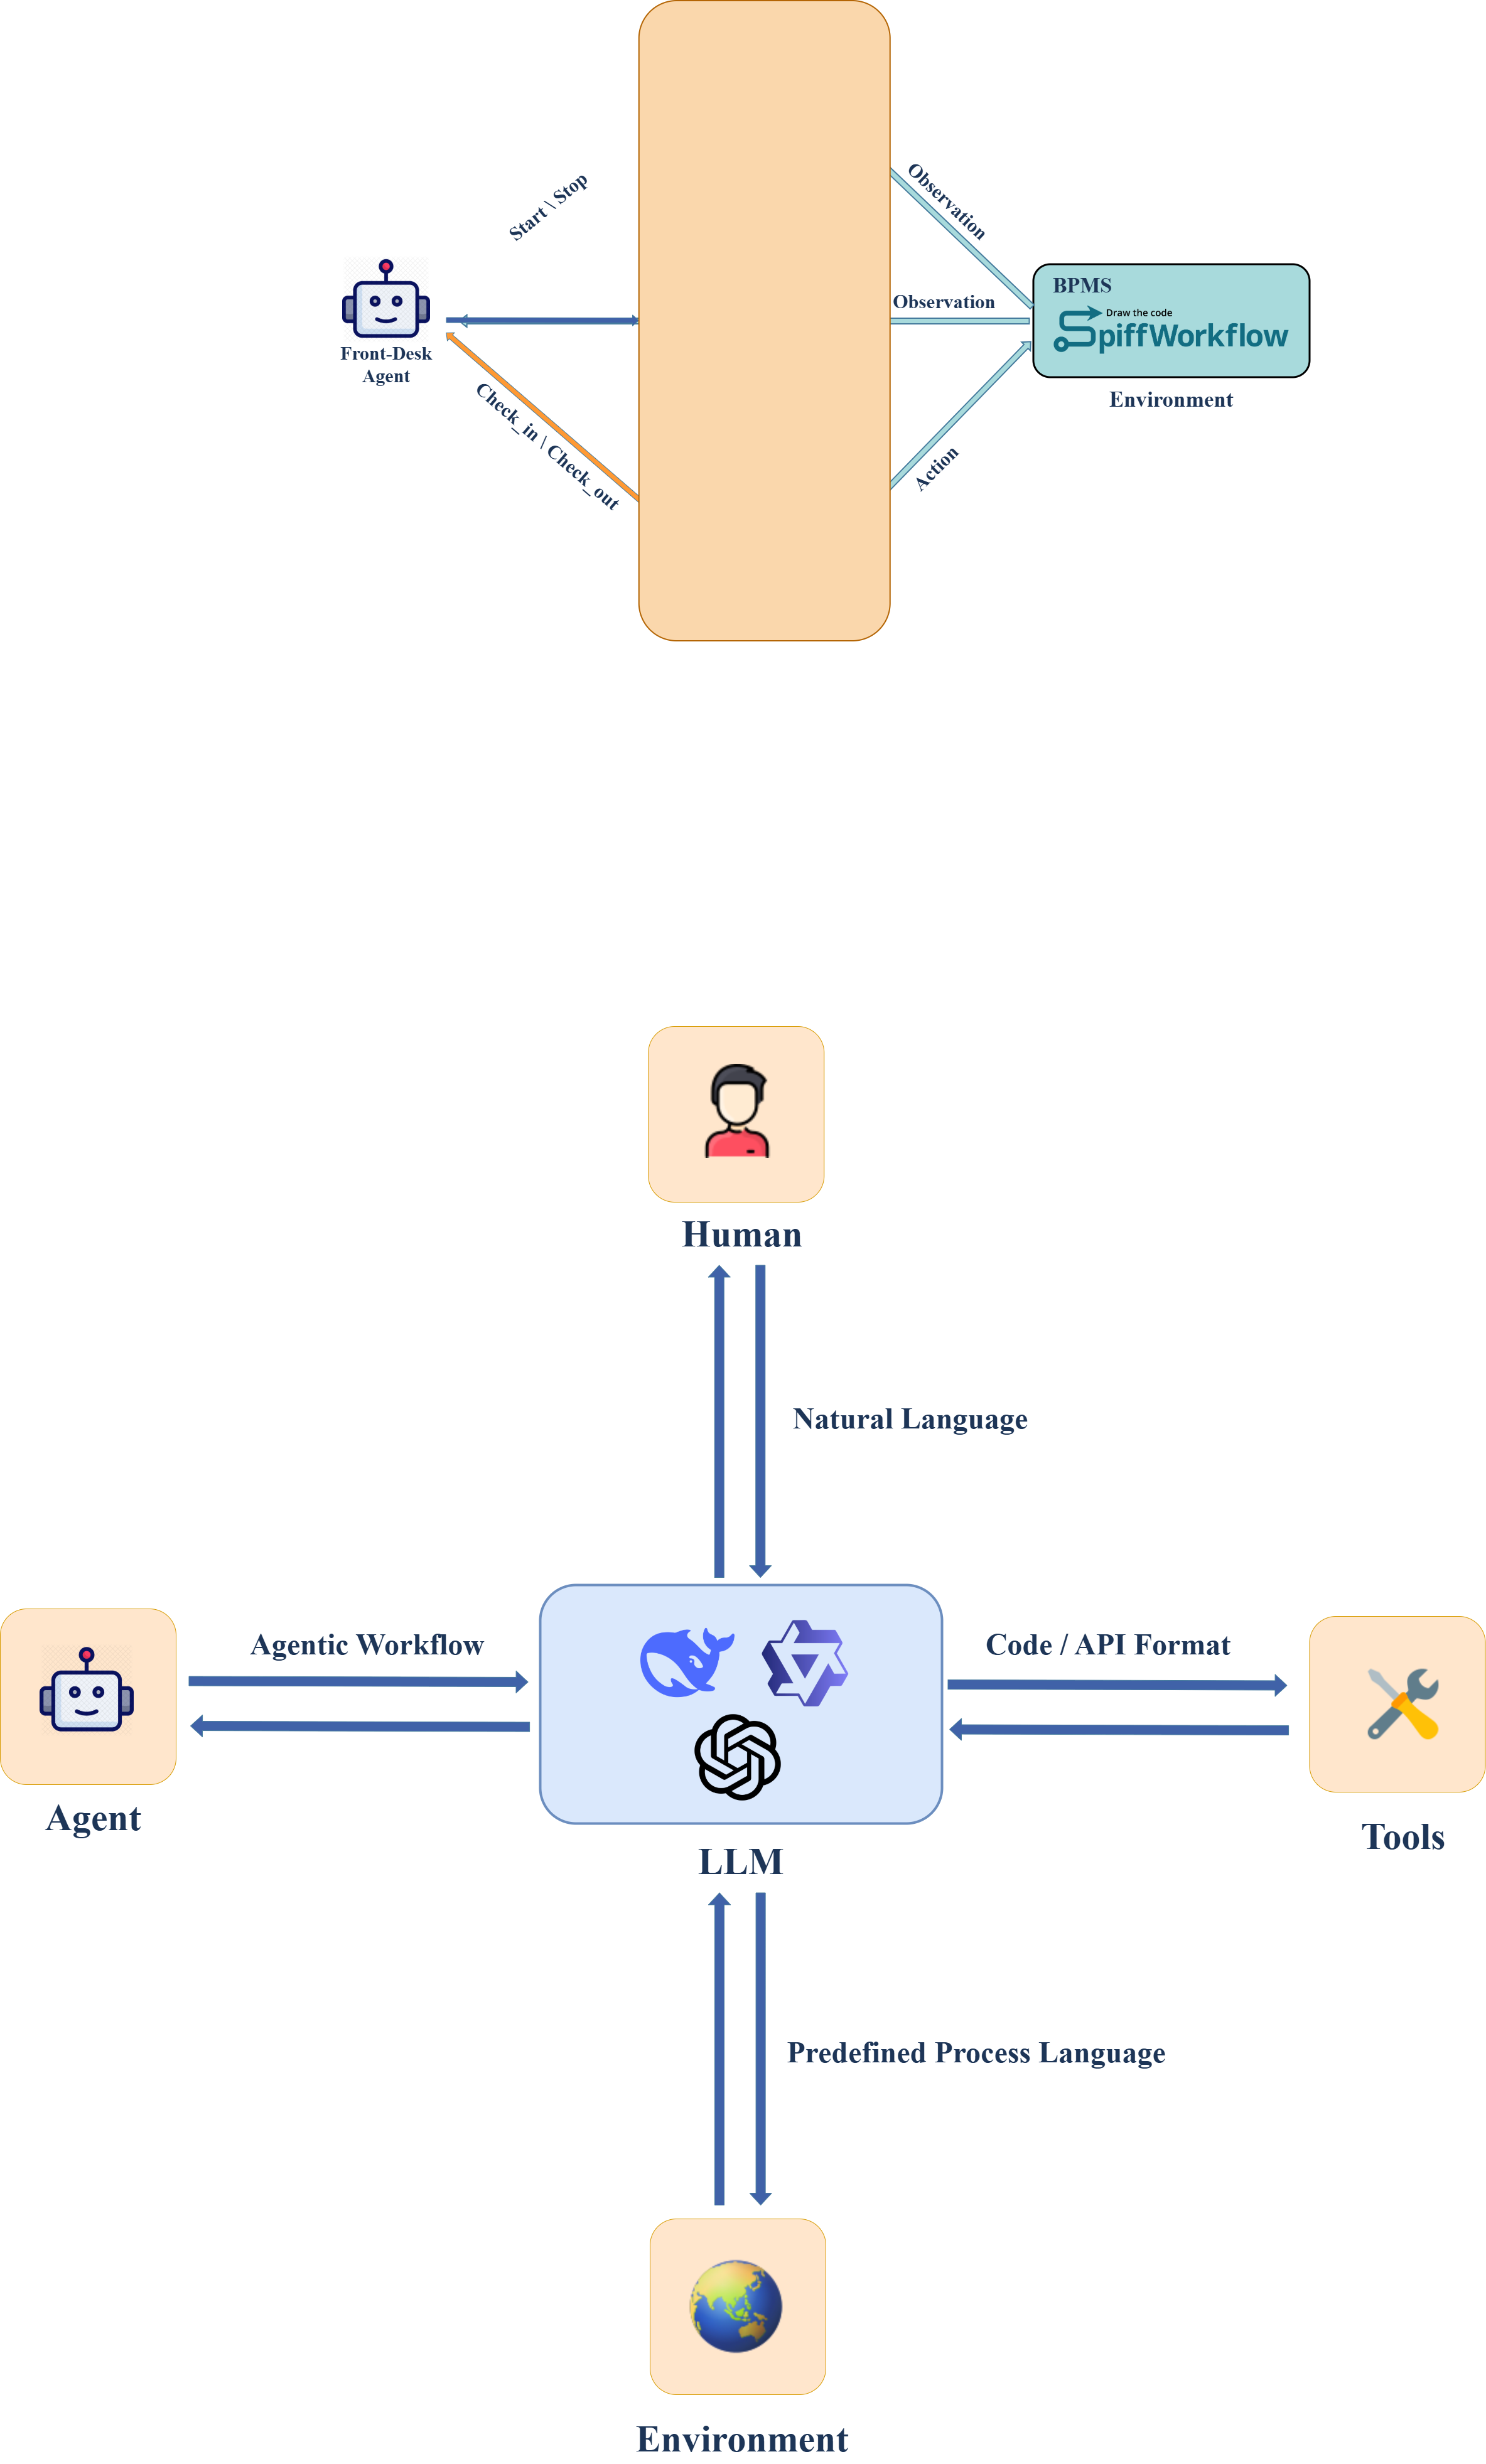 Start \ Stop
Observation
Front-Desk
Agent
Check_in \ Check_out
Observation
BPMS
Draw the code
SpiffWorkflow
Environment
Action
Human
Natural Language
Agentic Workflow
Code / API Format
Agent
LLM
Tools
Predefined Process Language
Environment